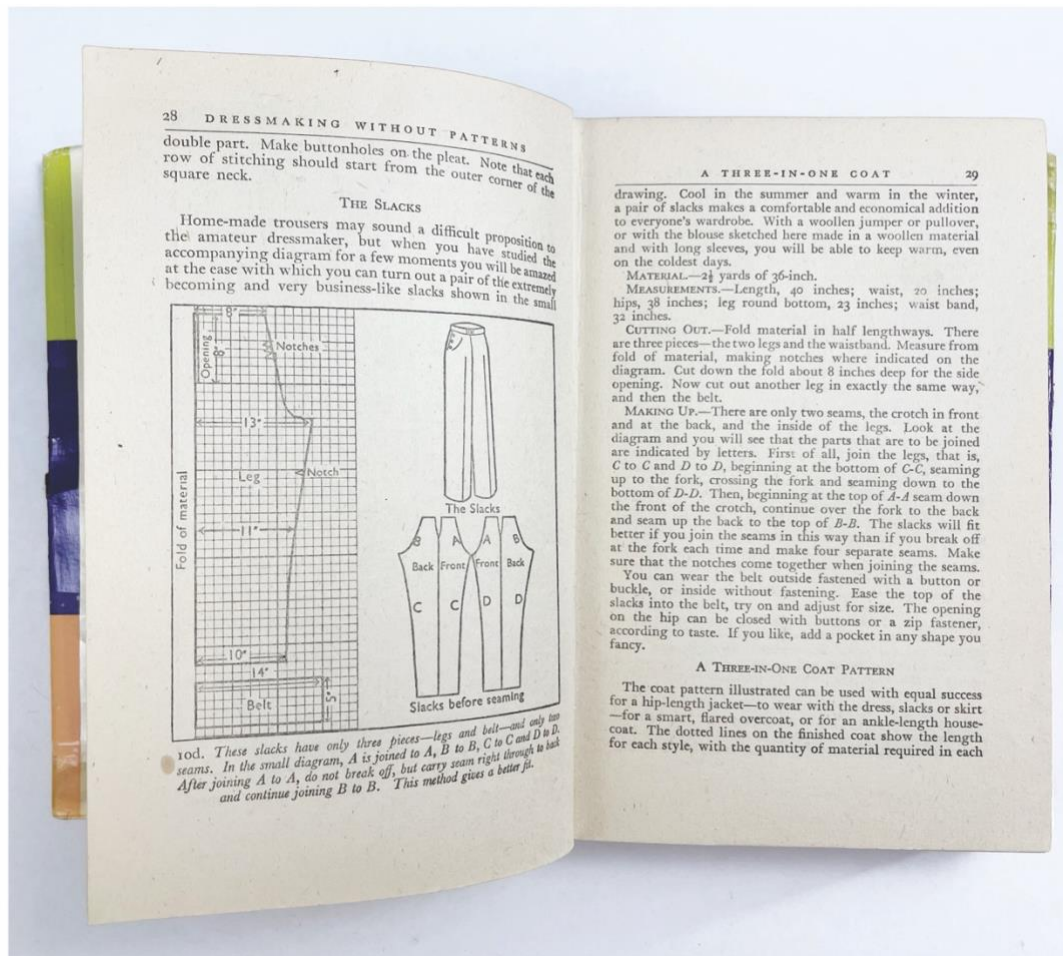 28 DRESSMAKING WITHOUT PATTERNS
double part. Make buttonholes on the pleat. Note that each
row of stitching should start from the outer corner of the
square neck.
THE SLACKS
Home-made trousers may sound a difficult proposition to
the amateur dressmaker, but when you have studied the
accompanying diagram for a few moments you will be amazed
at the ease with which you can turn out a pair of the extremely
becoming and very business-like slacks shown in the small
8"
Opening
8"
Notches
13"
Leg
Notch
Fold of material
11"
10"
14"
Belt
5"
The Slacks
B A A B
Back Front Front Back
C C D D
Slacks before seaming
10d. These slacks have only three pieces—legs and belt—and only two
seams. In the small diagram, A is joined to A, B to B, C to C and D to D.
After joining A to A, do not break off, but carry seam right through to back
and continue joining B to B. This method gives a better fit.
A THREE-IN-ONE COAT 29
drawing. Cool in the summer and warm in the winter,
a pair of slacks makes a comfortable and economical addition
to everyone's wardrobe. With a woollen jumper or pullover,
or with the blouse sketched here made in a woollen material
and with long sleeves, you will be able to keep warm, even
on the coldest days.
MATERIAL.—2½ yards of 36-inch.
MEASUREMENTS.—Length, 40 inches; waist, 20 inches;
hips, 38 inches; leg round bottom, 23 inches; waist band,
32 inches.
CUTTING OUT.—Fold material in half lengthways. There
are three pieces—the two legs and the waistband. Measure from
fold of material, making notches where indicated on the
diagram. Cut down the fold about 8 inches deep for the side
opening. Now cut out another leg in exactly the same way,
and then the belt.
MAKING UP.—There are only two seams, the crotch in front
and at the back, and the inside of the legs. Look at the
diagram and you will see that the parts that are to be joined
are indicated by letters. First of all, join the legs, that is,
C to C and D to D, beginning at the bottom of C-C, seaming
up to the fork, crossing the fork and seaming down to the
bottom of D-D. Then, beginning at the top of A-A seam down
the front of the crotch, continue over the fork to the back
and seam up the back to the top of B-B. The slacks will fit
better if you join the seams in this way than if you break off
at the fork each time and make four separate seams. Make
sure that the notches come together when joining the seams.
You can wear the belt outside fastened with a button or
buckle, or inside without fastening. Ease the top of the
slacks into the belt, try on and adjust for size. The opening
on the hip can be closed with buttons or a zip fastener,
according to taste. If you like, add a pocket in any shape you
fancy.
A THREE-IN-ONE COAT PATTERN
The coat pattern illustrated can be used with equal success
for a hip-length jacket—to wear with the dress, slacks or skirt
—for a smart, flared overcoat, or for an ankle-length house-
coat. The dotted lines on the finished coat show the length
for each style, with the quantity of material required in each